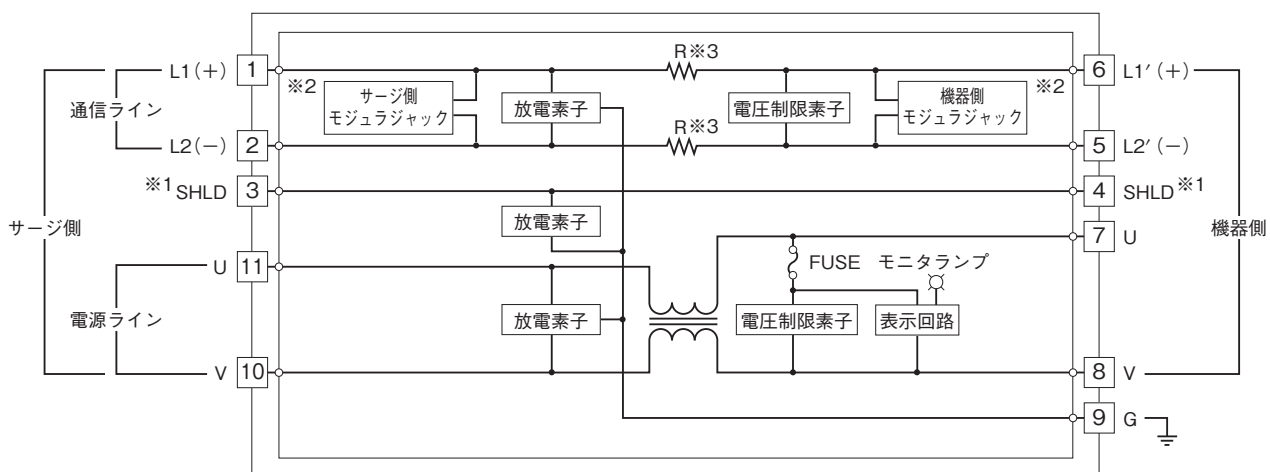 L1(+) 1
※2
サージ側
モジュラジャック
放電素子
R※3
電圧制限素子
機器側
モジュラジャック
※2
6 L1′(+)
通信ライン
L2(−) 2
R※3
5 L2′(−)
※1 SHLD 3
4 SHLD ※1
サージ側
放電素子
機器側
7 U
U 11
FUSE モニタランプ
電源ライン
放電素子
電圧制限素子
表示回路
V 10
8 V
9 G